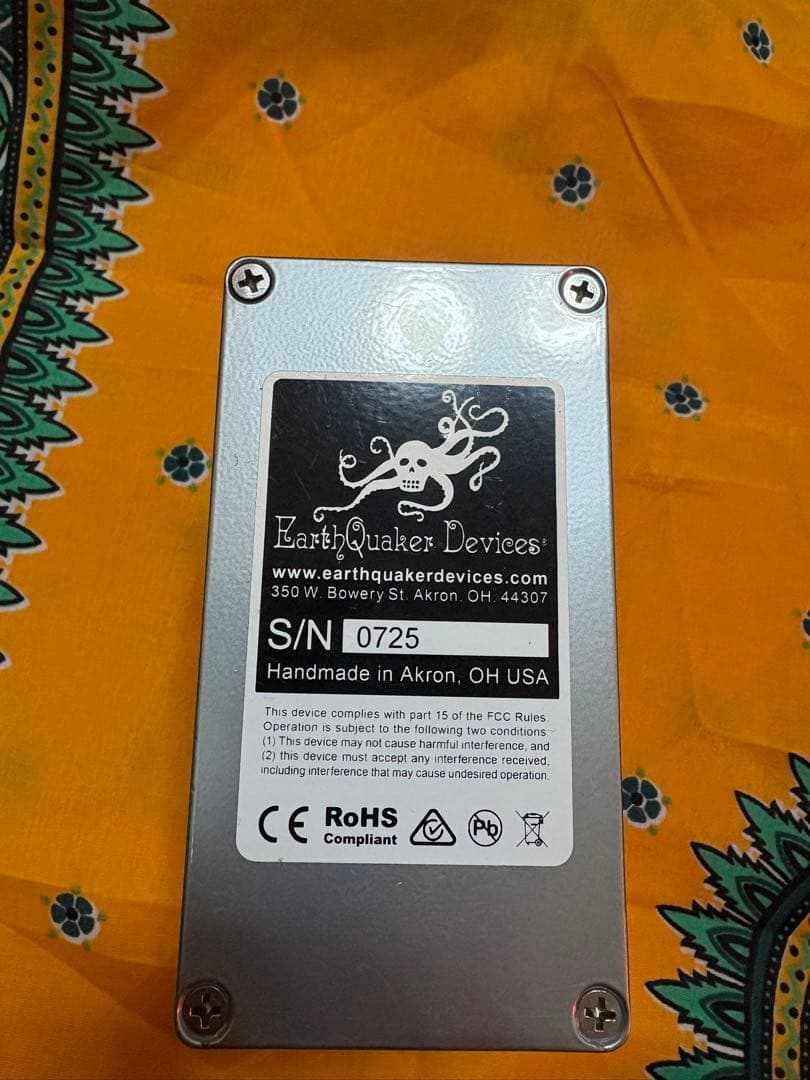 EarthQuaker Devices
www.earthquakerdevices.com
350 W. Bowery St. Akron. OH. 44307
S/N 0725
Handmade in Akron, OH USA
This device complies with part 15 of the FCC Rules.
Operation is subject to the following two conditions:
(1) This device may not cause harmful interference, and
(2) this device must accept any interference received,
including interference that may cause undesired operation.
CE RoHS Pb
Compliant